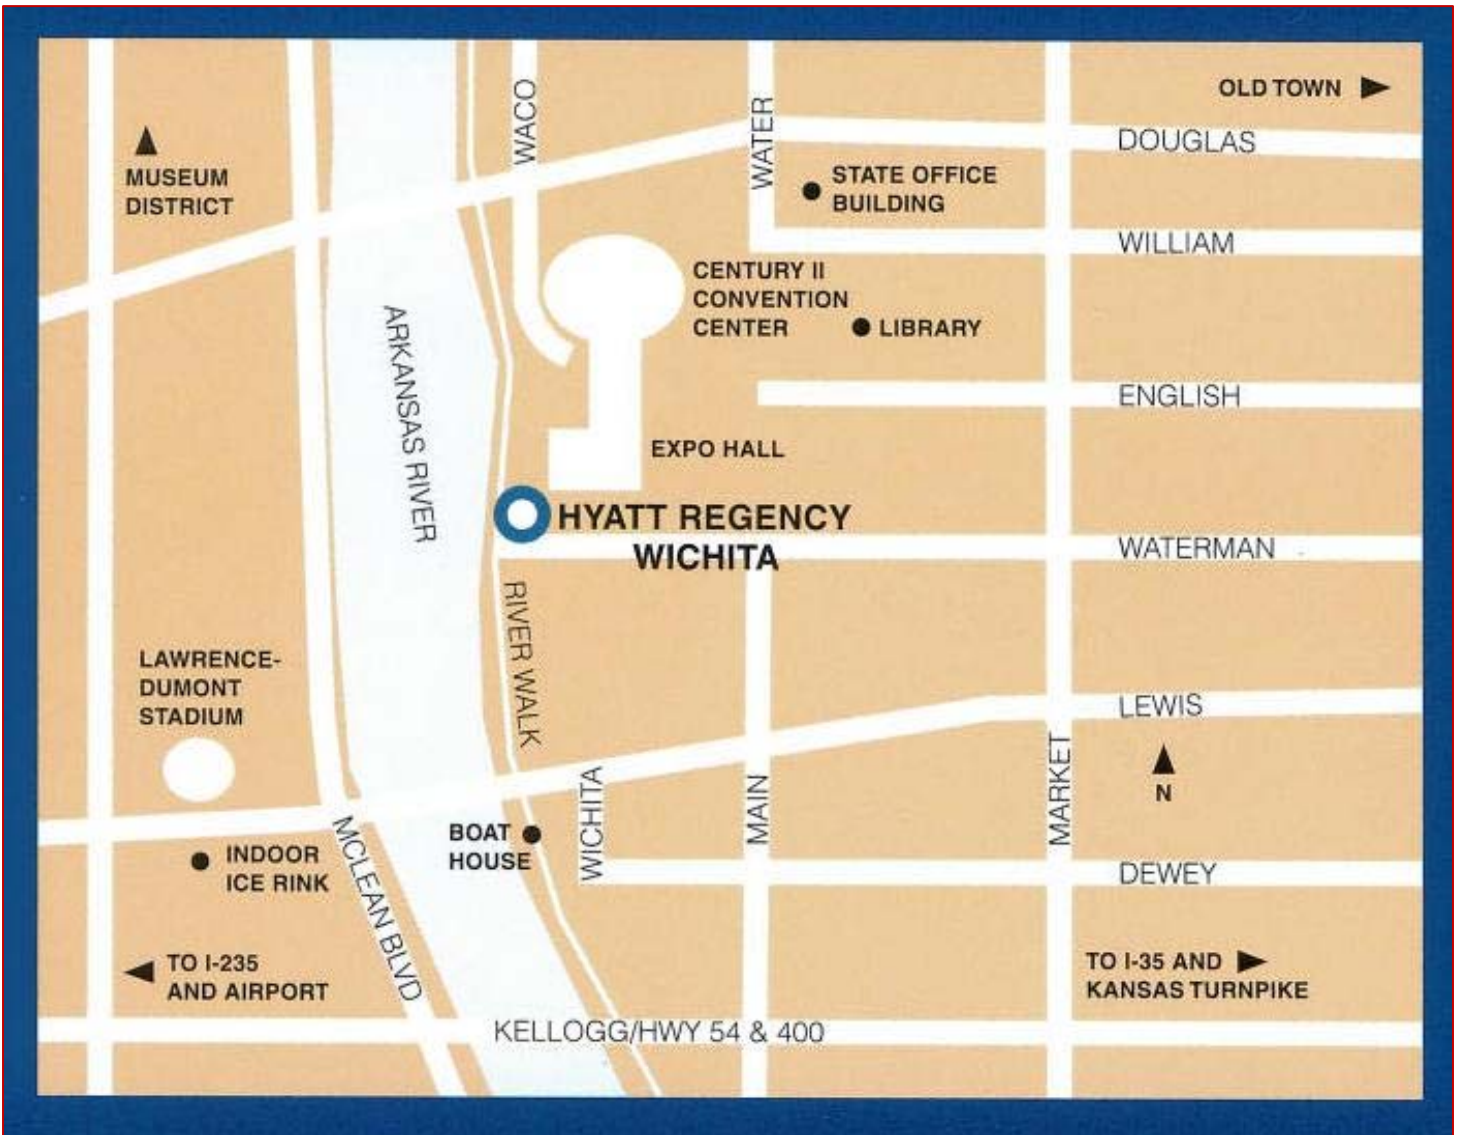 OLD TOWN
WACO
WATER
DOUGLAS
MUSEUM
DISTRICT
STATE OFFICE
BUILDING
WILLIAM
CENTURY II
CONVENTION
CENTER
LIBRARY
ARKANSAS RIVER
ENGLISH
EXPO HALL
HYATT REGENCY
WICHITA
WATERMAN
RIVER WALK
LAWRENCE-
DUMONT
STADIUM
LEWIS
N
WICHITA
MAIN
MARKET
BOAT
HOUSE
INDOOR
ICE RINK
MCLEAN BLVD
DEWEY
TO I-235
AND AIRPORT
TO I-35 AND
KANSAS TURNPIKE
KELLOGG/HWY 54 & 400